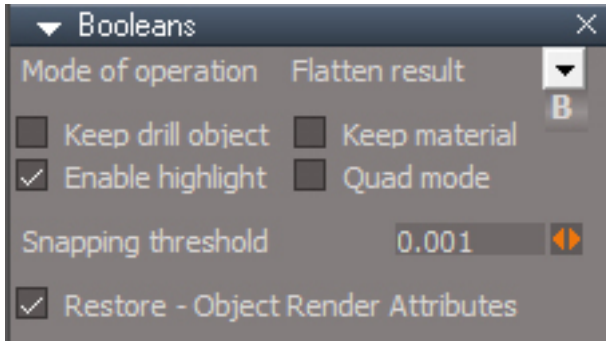 Booleans
Mode of operation Flatten result
B
Keep drill object Keep material
Enable highlight Quad mode
Snapping threshold 0.001
Restore - Object Render Attributes